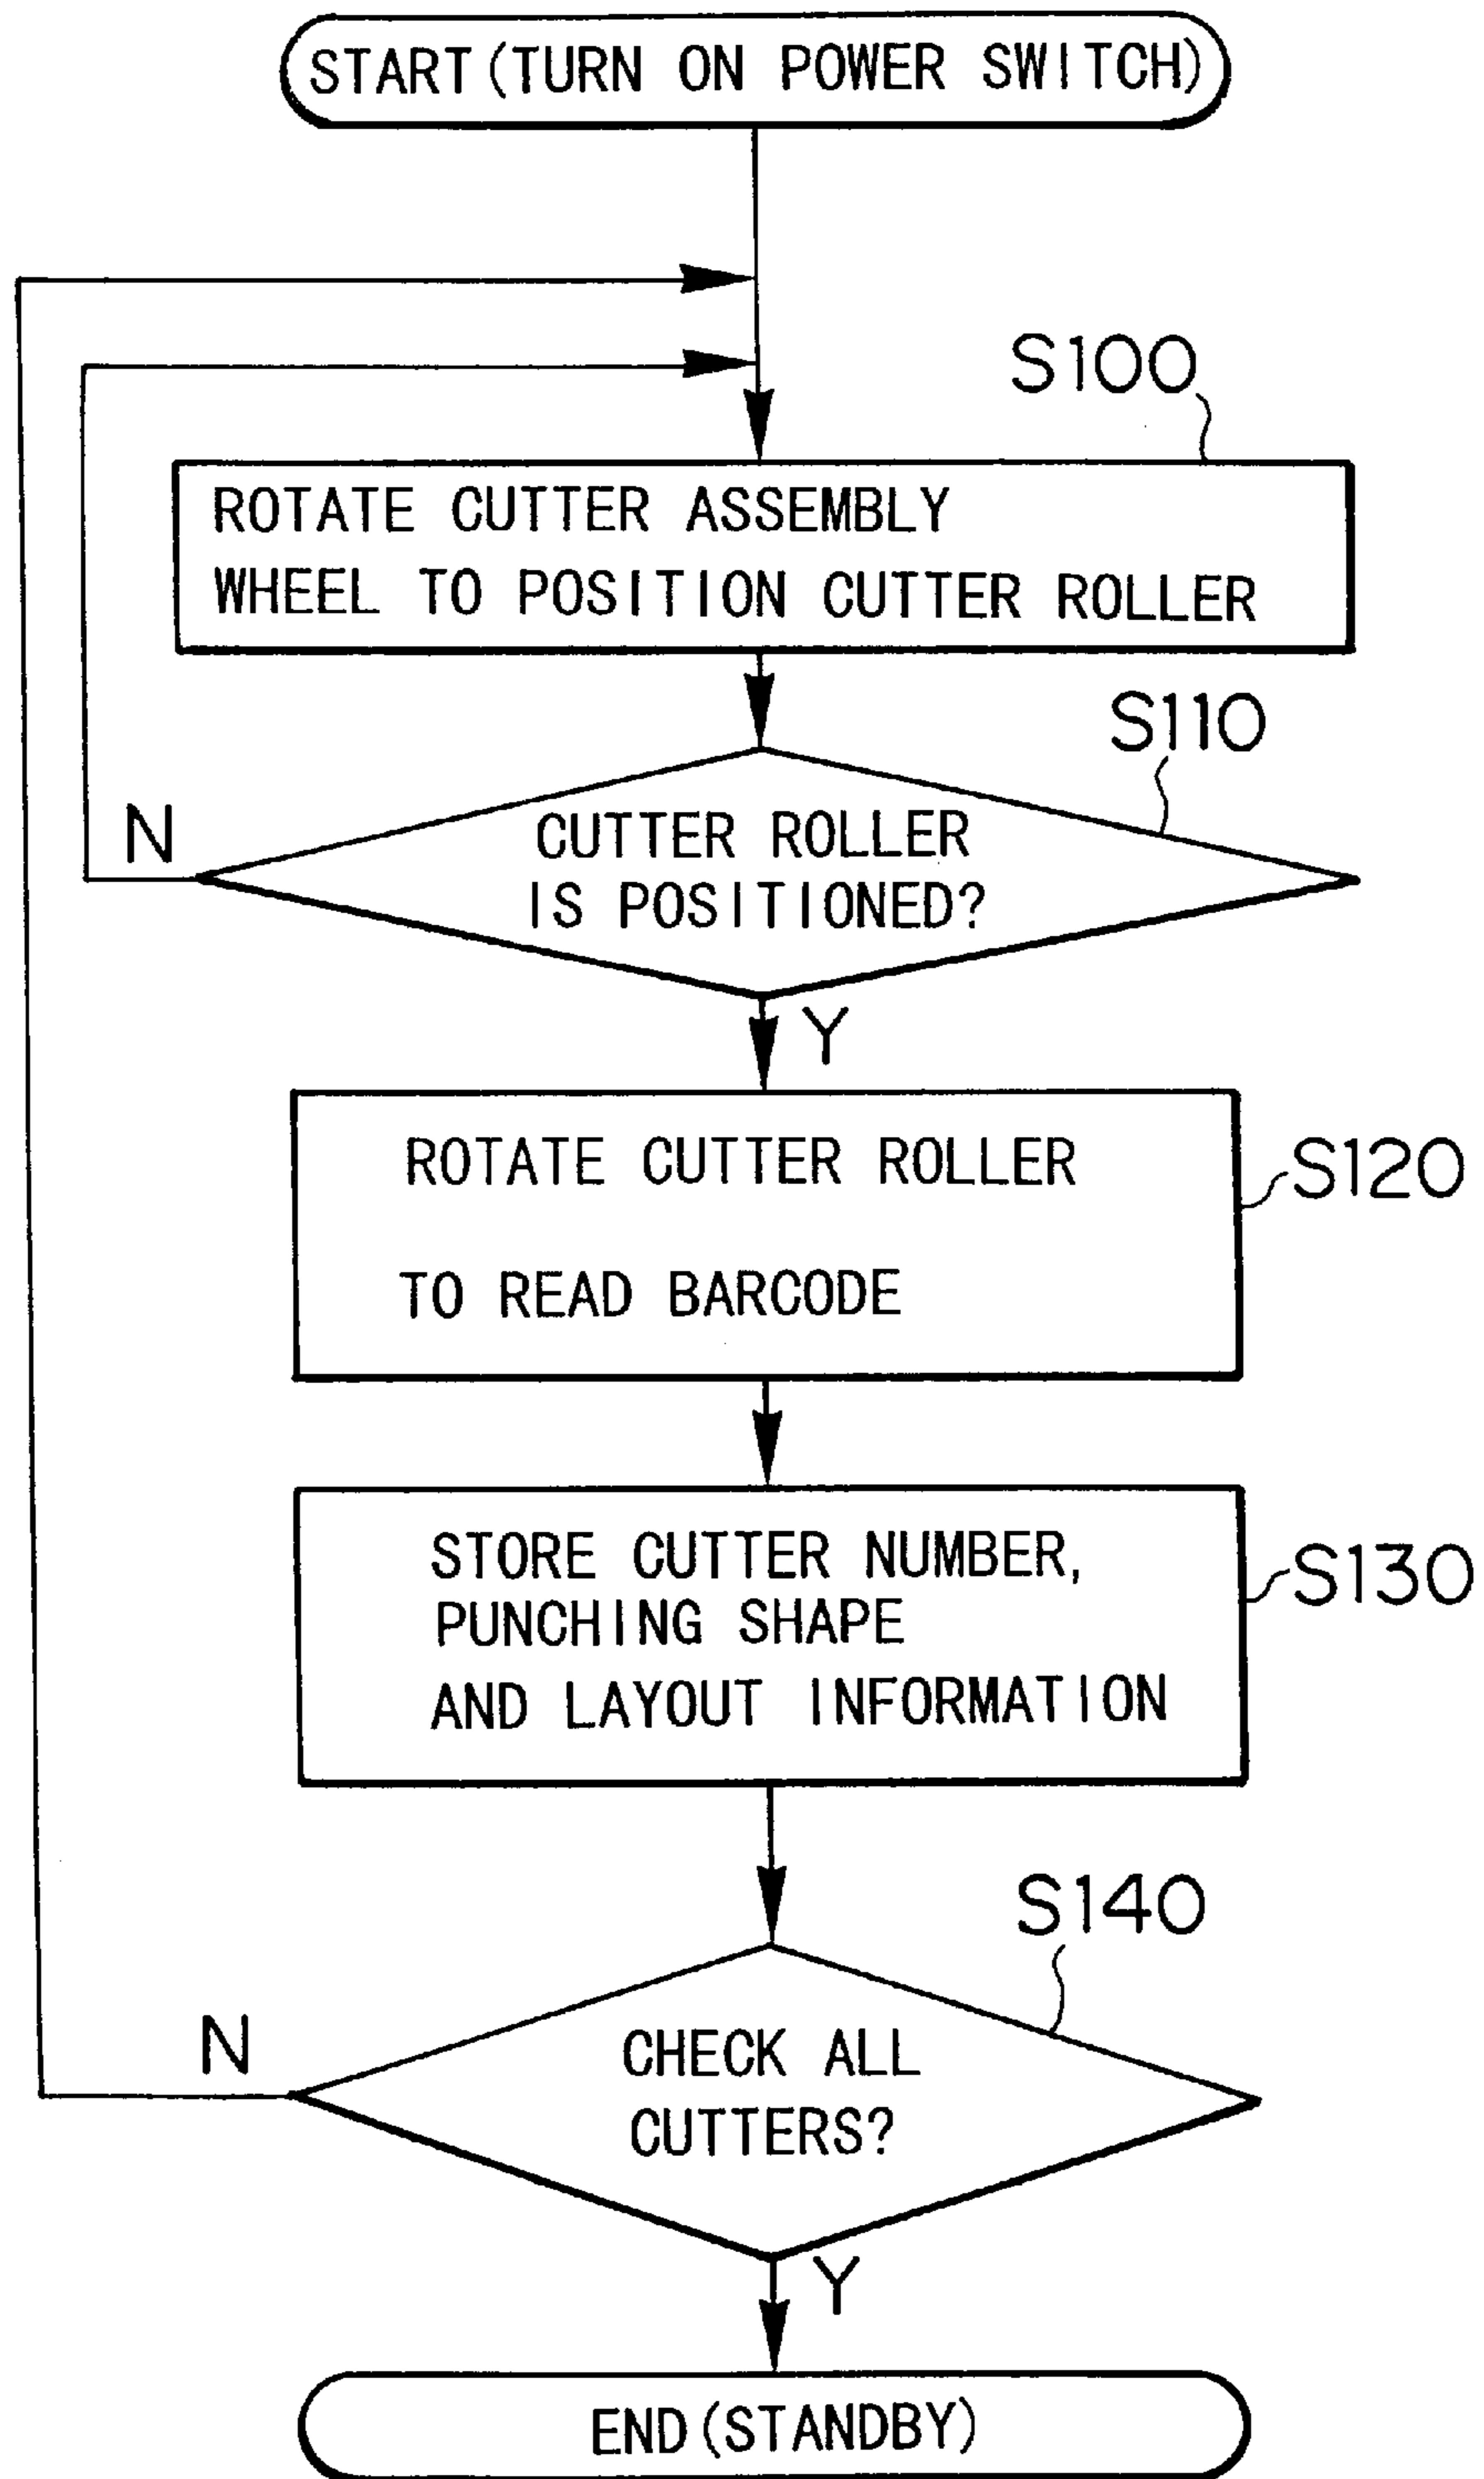 START(TURN ON POWER SWITCH)
S100
ROTATE CUTTER ASSEMBLY
WHEEL TO POSITION CUTTER ROLLER
S110
N
CUTTER ROLLER
IS POSITIONED?
Y
ROTATE CUTTER ROLLER
S120
TO READ BARCODE
STORE CUTTER NUMBER,
S130
PUNCHING SHAPE
AND LAYOUT INFORMATION
S140
N
CHECK ALL
CUTTERS?
Y
END(STANDBY)